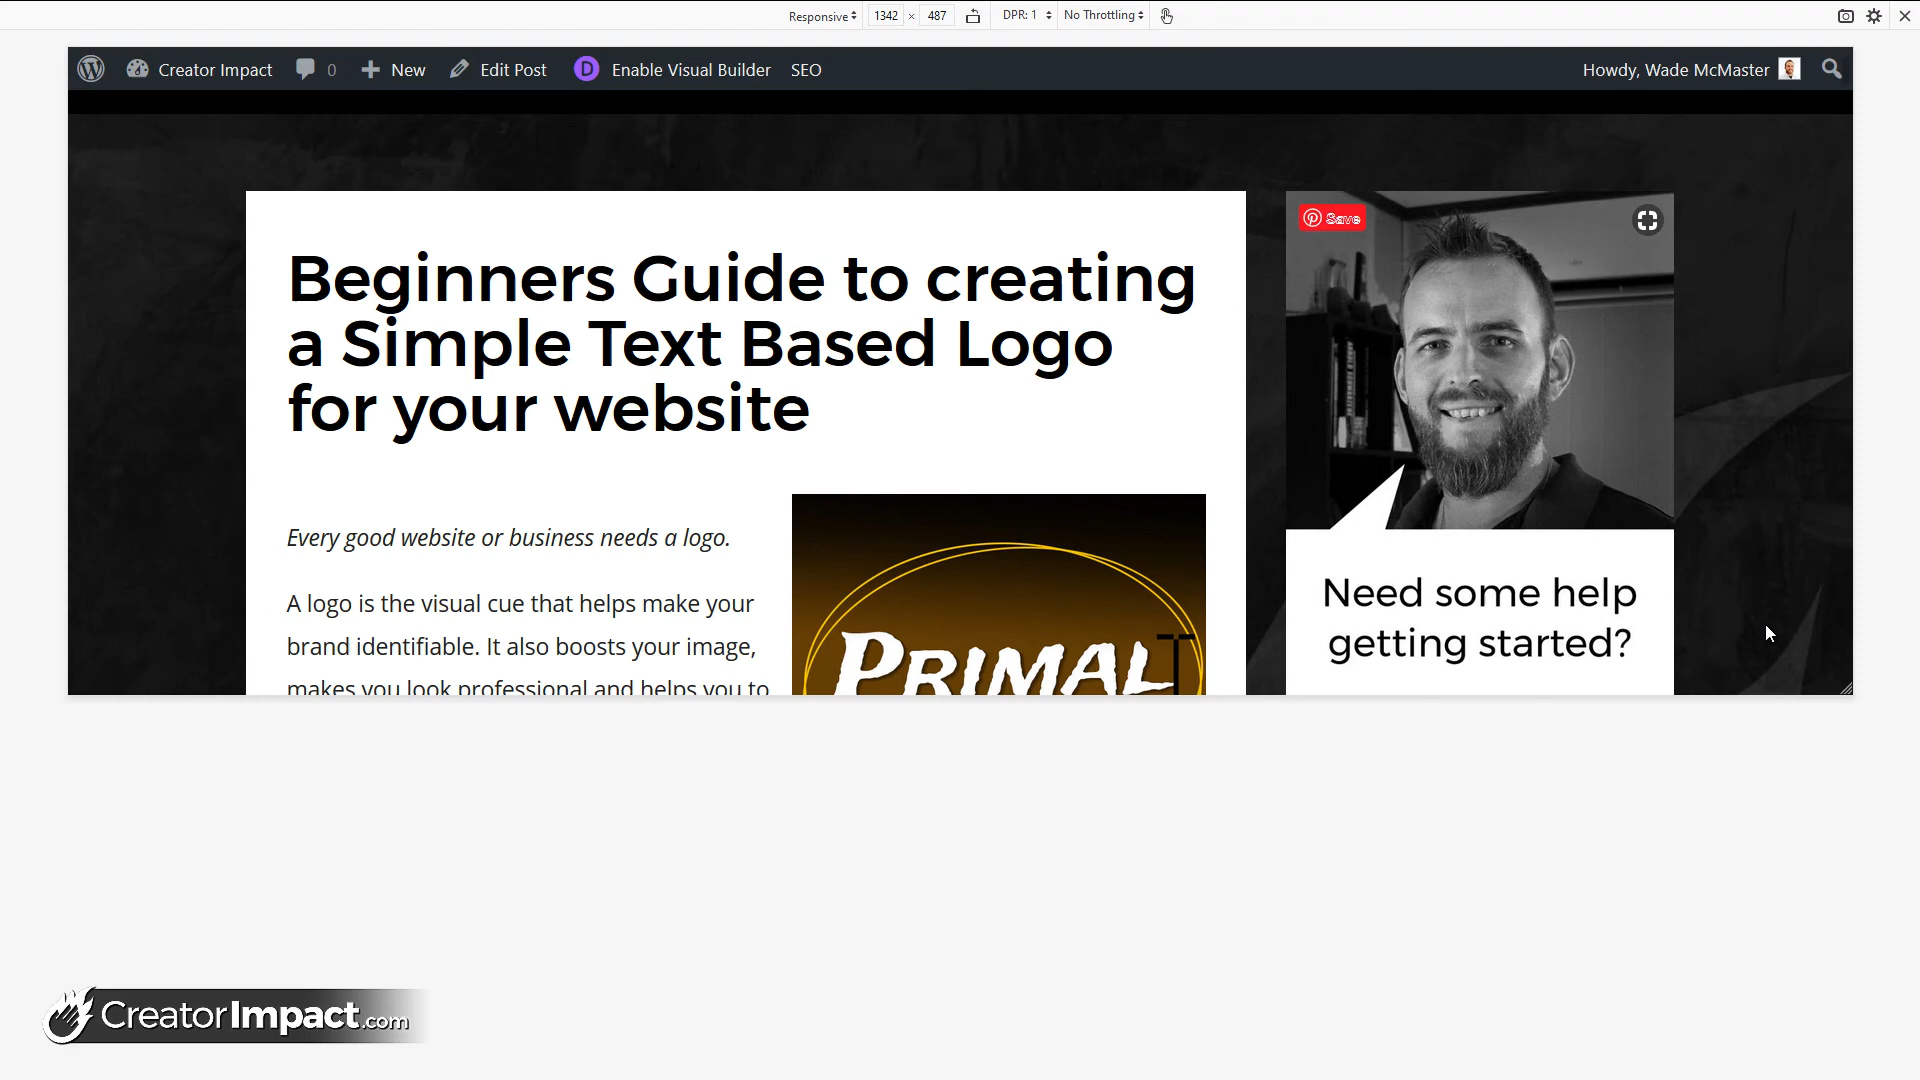 Responsive 1342 × 487 DPR: 1 No Throttling
Creator Impact 0 New Edit Post D Enable Visual Builder SEO Howdy, Wade McMaster
Save
Beginners Guide to creating
a Simple Text Based Logo
for your website
Every good website or business needs a logo.
A logo is the visual cue that helps make your
brand identifiable. It also boosts your image,
makes you look professional and helps you to
PRIMAL
Need some help
getting started?
CreatorImpact.com